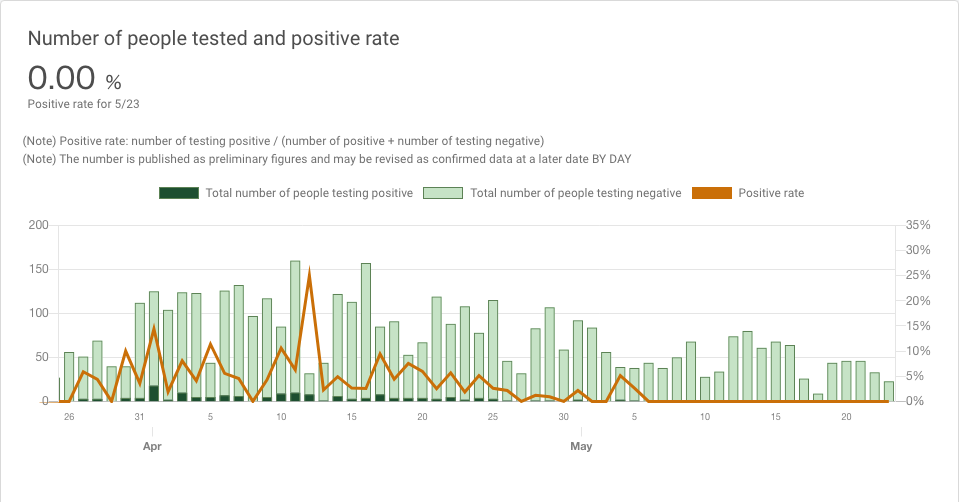 Number of people tested and positive rate
0.00 %
Positive rate for 5/23
(Note) Positive rate: number of testing positive / (number of positive + number of testing negative)
(Note) The number is published as preliminary figures and may be revised as confirmed data at a later date BY DAY
Total number of people testing positive Total number of people testing negative Positive rate
200 35%
30%
150 25%
20%
100 15%
50 10%
5%
0 0%
26 31 5 10 15 20 25 30 5 10 15 20
Apr May